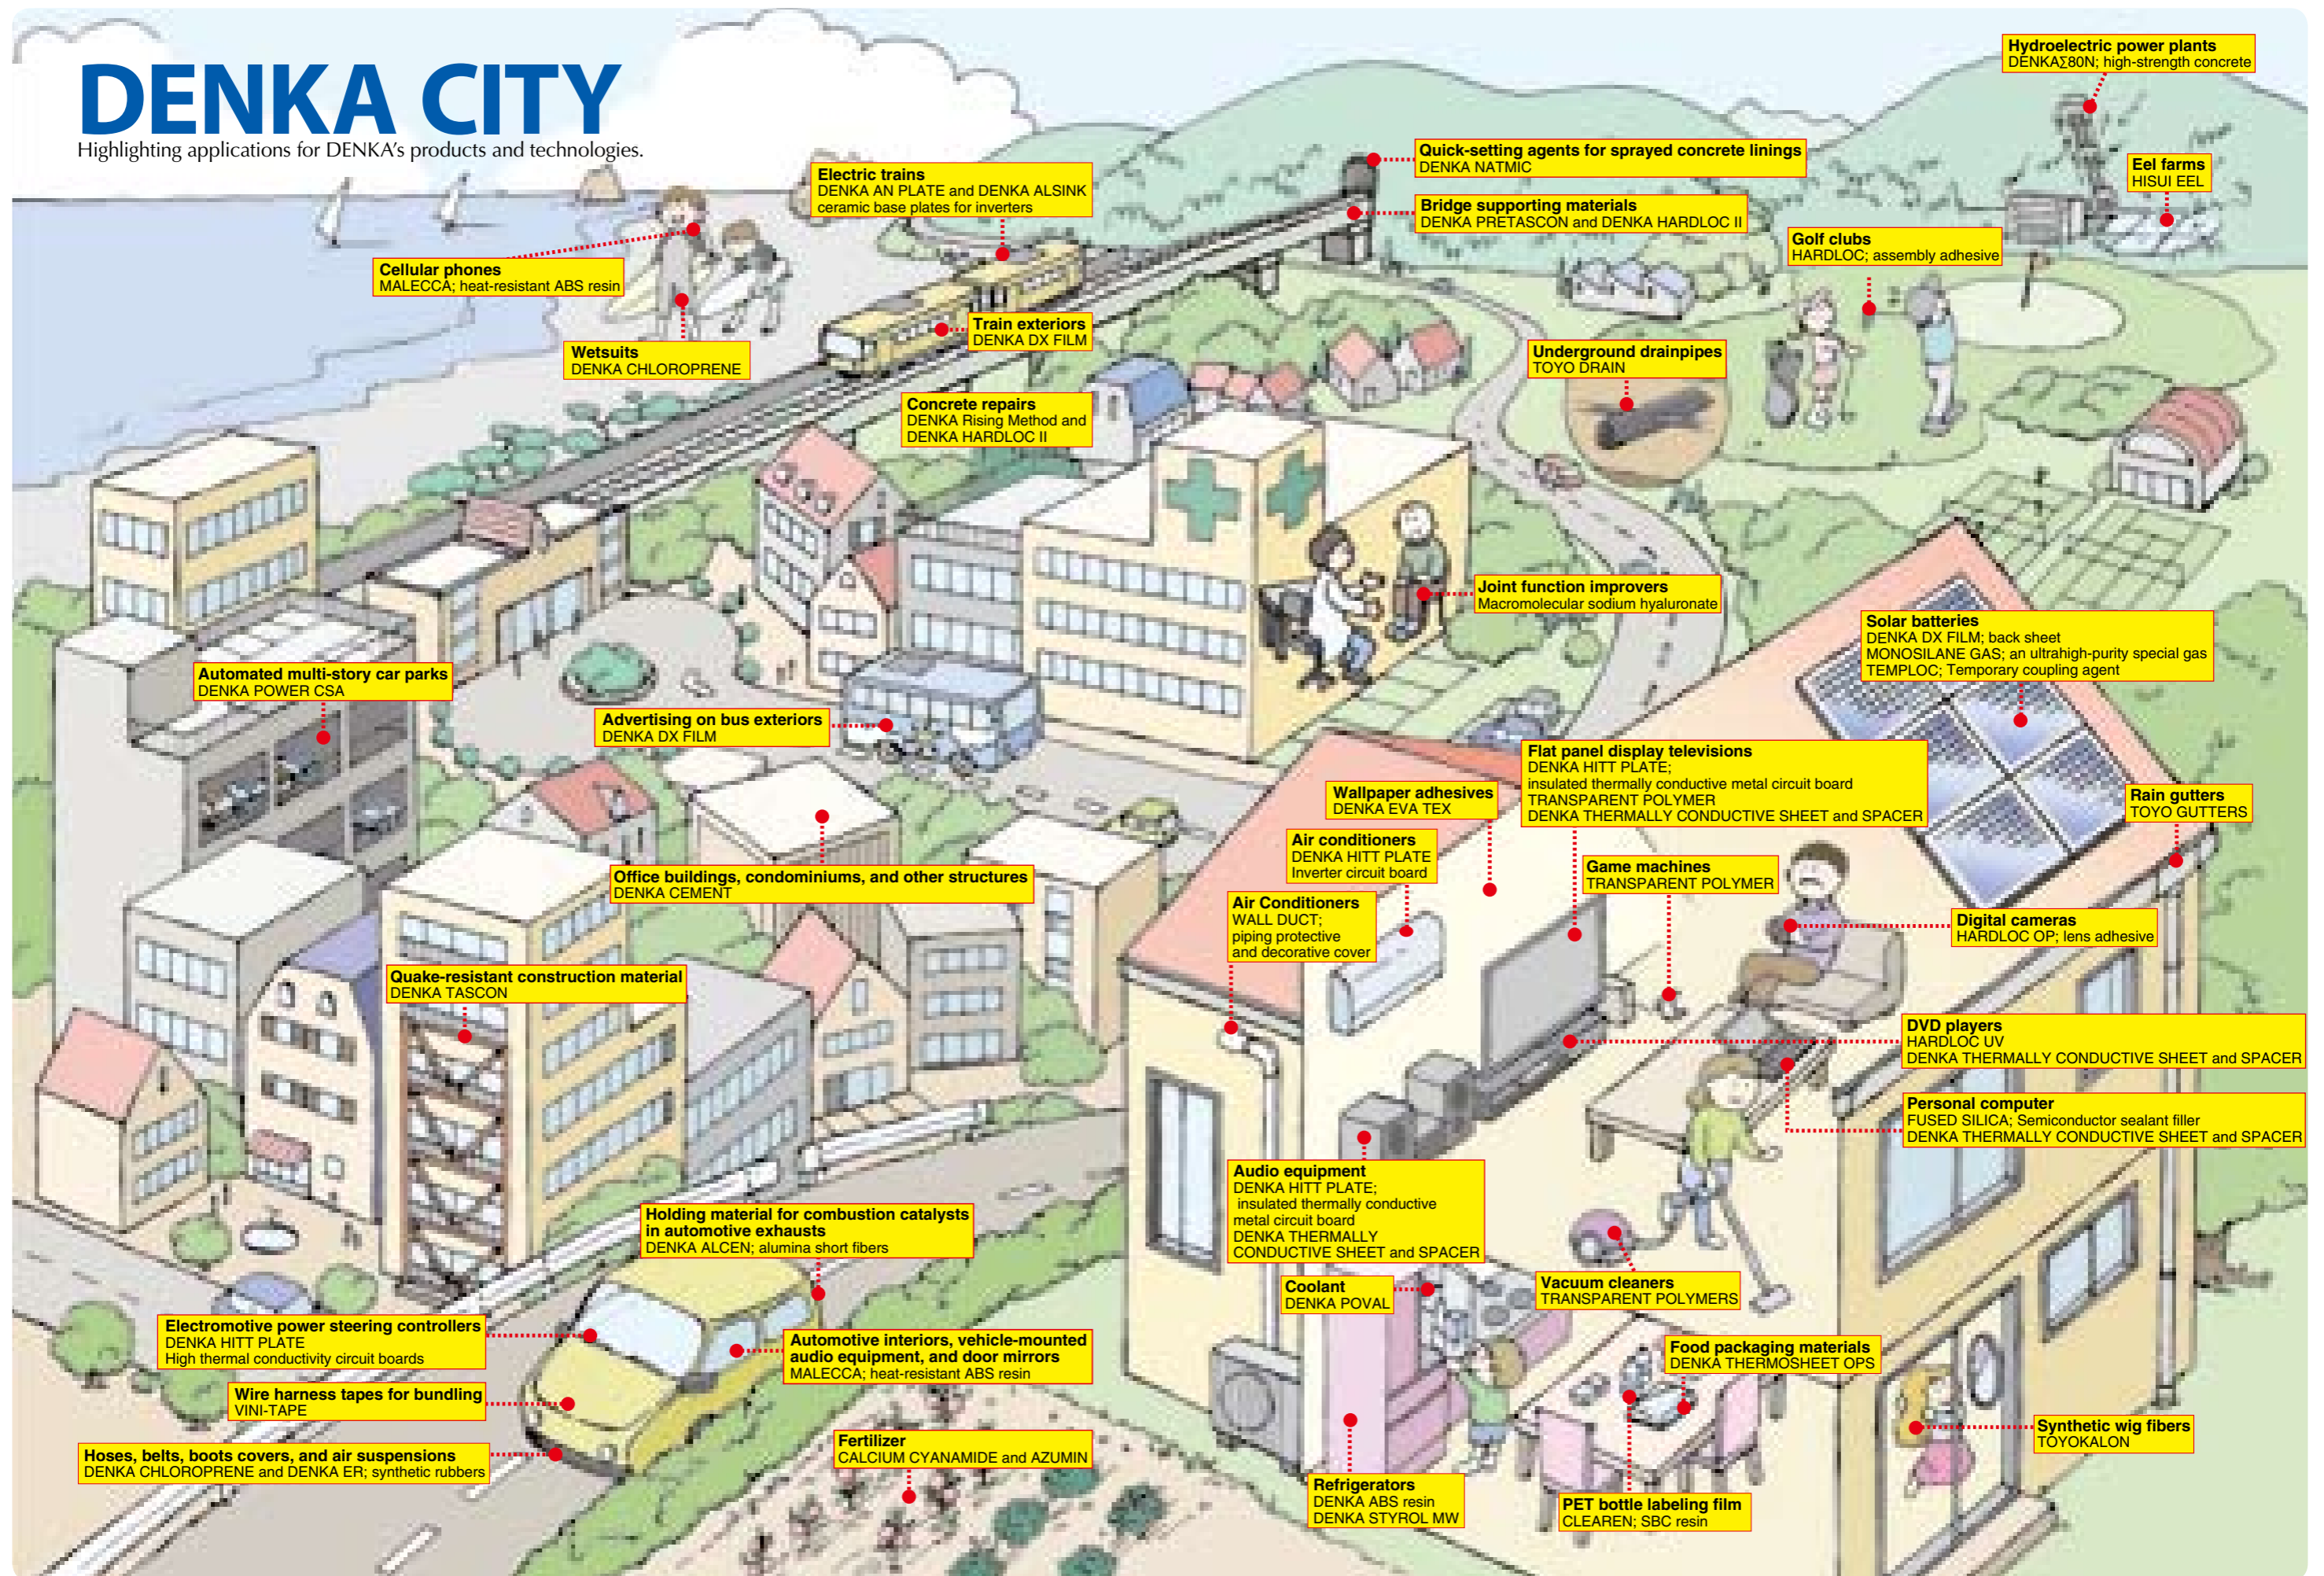 DENKA CITY
Highlighting applications for DENKA's products and technologies.
Hydroelectric power plants
DENKAΣ80N; high-strength concrete
Quick-setting agents for sprayed concrete linings
DENKA NATMIC
Eel farms
HISUI EEL
Electric trains
DENKA AN PLATE and DENKA ALSINK
ceramic base plates for inverters
Bridge supporting materials
DENKA PRETASCON and DENKA HARDLOC II
Golf clubs
HARDLOC; assembly adhesive
Cellular phones
MALECCA; heat-resistant ABS resin
Train exteriors
DENKA DX FILM
Wetsuits
DENKA CHLOROPRENE
Underground drainpipes
TOYO DRAIN
Concrete repairs
DENKA Rising Method and
DENKA HARDLOC II
Joint function improvers
Macromolecular sodium hyaluronate
Solar batteries
DENKA DX FILM; back sheet
MONOSILANE GAS; an ultrahigh-purity special gas
TEMPLOC; Temporary coupling agent
Automated multi-story car parks
DENKA POWER CSA
Advertising on bus exteriors
DENKA DX FILM
Flat panel display televisions
DENKA HITT PLATE;
insulated thermally conductive metal circuit board
TRANSPARENT POLYMER
DENKA THERMALLY CONDUCTIVE SHEET and SPACER
Wallpaper adhesives
DENKA EVA TEX
Rain gutters
TOYO GUTTERS
Air conditioners
DENKA HITT PLATE
Inverter circuit board
Game machines
TRANSPARENT POLYMER
Office buildings, condominiums, and other structures
DENKA CEMENT
Air Conditioners
WALL DUCT;
piping protective
and decorative cover
Digital cameras
HARDLOC OP; lens adhesive
Quake-resistant construction material
DENKA TASCON
DVD players
HARDLOC UV
DENKA THERMALLY CONDUCTIVE SHEET and SPACER
Personal computer
FUSED SILICA; Semiconductor sealant filler
DENKA THERMALLY CONDUCTIVE SHEET and SPACER
Audio equipment
DENKA HITT PLATE;
insulated thermally conductive
metal circuit board
DENKA THERMALLY
CONDUCTIVE SHEET and SPACER
Holding material for combustion catalysts
in automotive exhausts
DENKA ALCEN; alumina short fibers
Coolant
DENKA POVAL
Vacuum cleaners
TRANSPARENT POLYMERS
Electromotive power steering controllers
DENKA HITT PLATE
High thermal conductivity circuit boards
Automotive interiors, vehicle-mounted
audio equipment, and door mirrors
MALECCA; heat-resistant ABS resin
Food packaging materials
DENKA THERMOSHEET OPS
Wire harness tapes for bundling
VINI-TAPE
Synthetic wig fibers
TOYOKALON
Fertilizer
CALCIUM CYANAMIDE and AZUMIN
Hoses, belts, boots covers, and air suspensions
DENKA CHLOROPRENE and DENKA ER; synthetic rubbers
Refrigerators
DENKA ABS resin
DENKA STYROL MW
PET bottle labeling film
CLEAREN; SBC resin